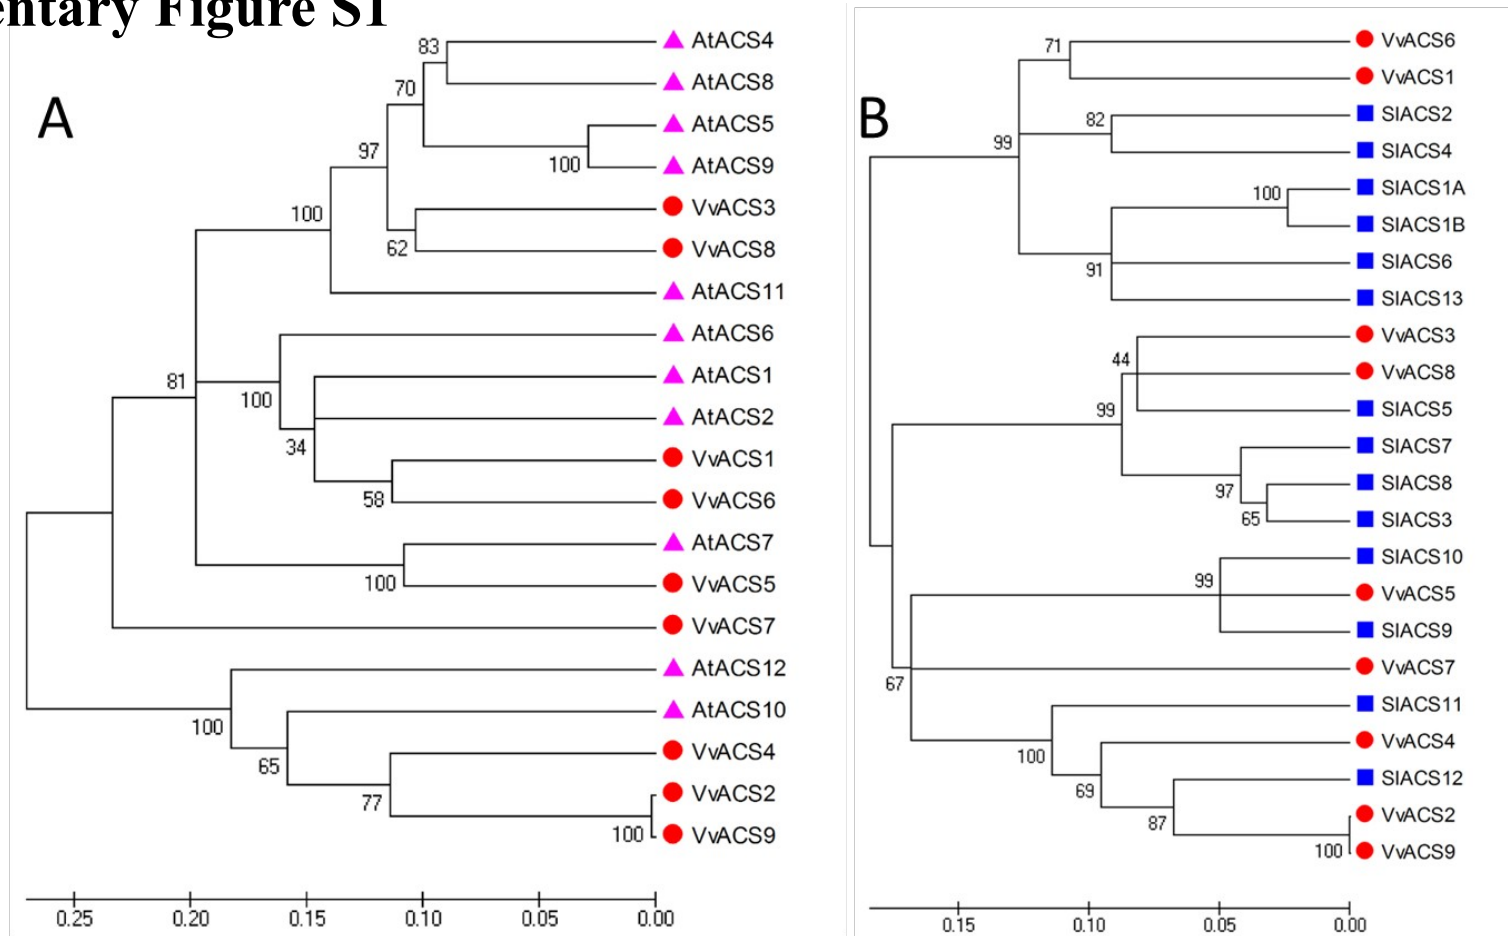 entary Figure S1
A
83
AtACS4
70
AtACS8
97
AtACS5
100
AtACS9
100
VvACS3
62
VvACS8
AtACS11
AtACS6
81
100
AtACS1
34
AtACS2
VvACS1
58
VvACS6
AtACS7
100
VvACS5
VvACS7
AtACS12
100
AtACS10
65
VvACS4
77
VvACS2
100
VvACS9
0.25 0.20 0.15 0.10 0.05 0.00
B
71
VvACS6
VvACS1
99
82
SlACS2
SlACS4
100
SlACS1A
SlACS1B
91
SlACS6
SlACS13
44
VvACS3
99
VvACS8
SlACS5
97
SlACS7
65
SlACS8
SlACS3
99
SlACS10
VvACS5
SlACS9
67
VvACS7
100
SlACS11
69
VvACS4
87
SlACS12
VvACS2
100
VvACS9
0.15 0.10 0.05 0.00